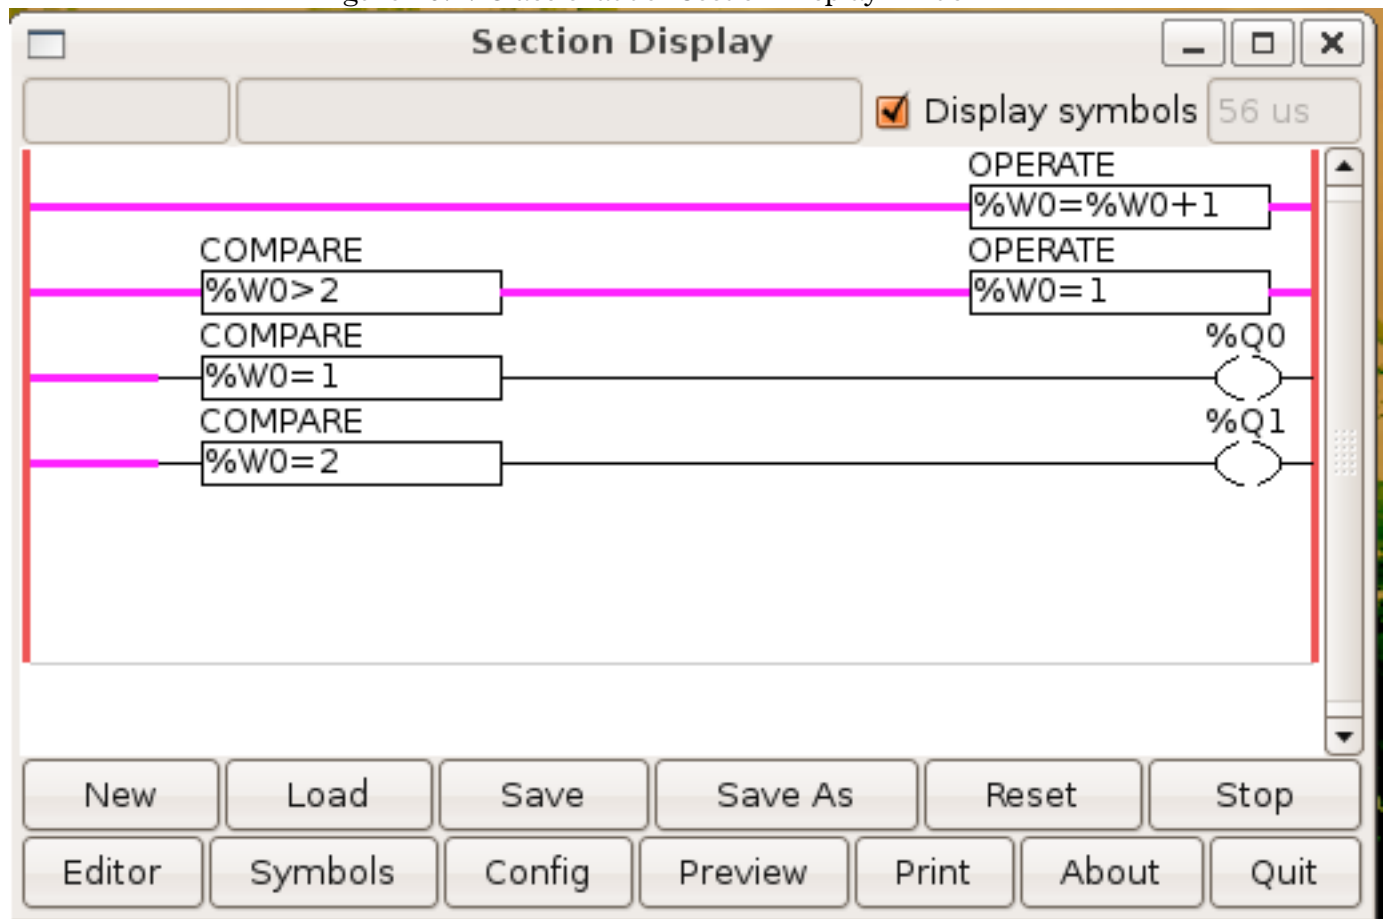 Section Display
Display symbols 56 us
OPERATE
%W0=%W0+1
COMPARE OPERATE
%W0>2 %W0=1
COMPARE %Q0
%W0=1
COMPARE %Q1
%W0=2
New Load Save Save As Reset Stop
Editor Symbols Config Preview Print About Quit